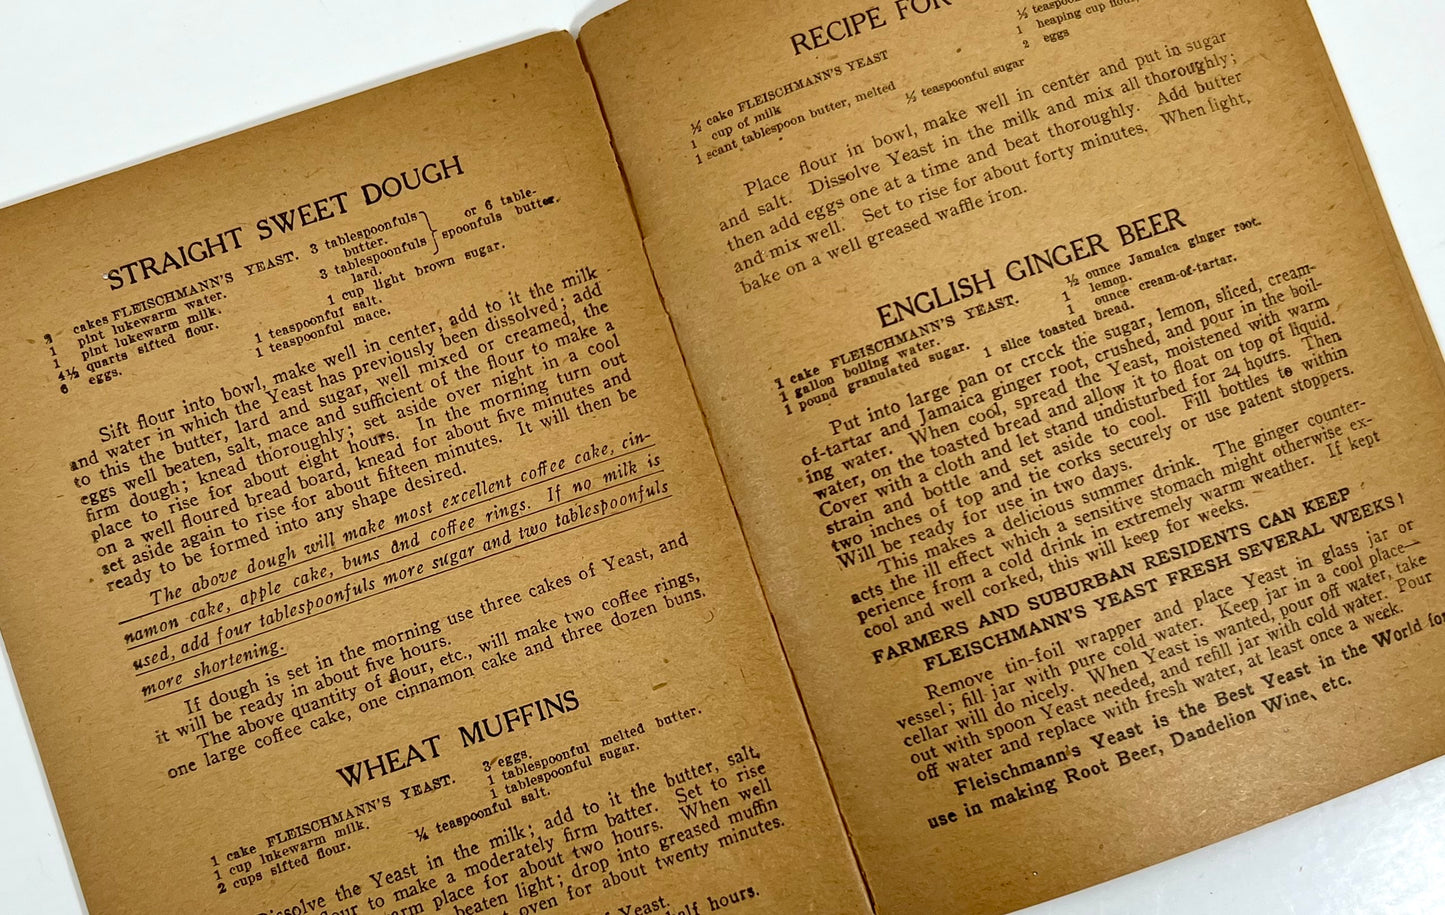 STRAIGHT SWEET DOUGH
cakes FLEISCHMANN'S YEAST.
1 pint lukewarm water.
1 pint lukewarm milk.
4½ quarts sifted flour.
6 eggs.
3 tablespoonfuls
butter.
3 tablespoonfuls
lard.
or 6 table-
spoonfuls butter.
1 cup light brown sugar.
1 teaspoonful salt.
1 teaspoonful mace.
Sift flour into bowl, make well in center, add to it the milk
and water in which the Yeast has previously been dissolved; add
to this the butter, lard and sugar, well mixed or creamed, the
eggs well beaten, salt, mace and sufficient of the flour to make a
firm dough; knead thoroughly; set aside over night in a cool
place to rise for about eight hours. In the morning turn out
on a well floured bread board, knead for about five minutes and
set aside again to rise for about fifteen minutes. It will then be
ready to be formed into any shape desired.
The above dough will make most excellent coffee cake, cin-
namon cake, apple cake, buns and coffee rings. If no milk is
used, add four tablespoonfuls more sugar and two tablespoonfuls
more shortening.
If dough is set in the morning use three cakes of Yeast, and
it will be ready in about five hours.
The above quantity of flour, etc., will make two coffee rings,
one large coffee cake, one cinnamon cake and three dozen buns.
WHEAT MUFFINS
1 cake FLEISCHMANN'S YEAST.
1 cup lukewarm milk.
2 cups sifted flour.
3 eggs.
1 tablespoonful melted butter.
1 tablespoonful sugar.
¼ teaspoonful salt.
Dissolve the Yeast in the milk; add to it the butter, salt,
flour to make a moderately firm batter. Set to rise
warm place for about two hours. When well
beaten light; drop into greased muffin
oven for about twenty minutes.
Yeast.
half hours.
RECIPE FOR
½ cake FLEISCHMANN'S YEAST
1 cup of milk
1 scant tablespoon butter, melted
½ teaspoonful sugar
½
1 heaping cup flour,
2 eggs
Place flour in bowl, make well in center and put in sugar
and salt. Dissolve Yeast in the milk and mix all thoroughly;
then add eggs one at a time and beat thoroughly. Add butter
and mix well. Set to rise for about forty minutes. When light,
bake on a well greased waffle iron.
ENGLISH GINGER BEER
1 cake FLEISCHMANN'S YEAST.
1 gallon boiling water.
1 pound granulated sugar.
½ ounce Jamaica ginger root.
1 lemon.
1 ounce cream-of-tartar.
1 slice toasted bread.
Put into large pan or crock the sugar, lemon, sliced, cream-
of-tartar and Jamaica ginger root, crushed, and pour in the boil-
ing water. When cool, spread the Yeast, moistened with warm
water, on the toasted bread and allow it to float on top of liquid.
Cover with a cloth and let stand undisturbed for 24 hours. Then
strain and bottle and set aside to cool. Fill bottles to within
two inches of top and tie corks securely or use patent stoppers.
Will be ready for use in two days.
This makes a delicious summer drink. The ginger counter-
acts the ill effect which a sensitive stomach might otherwise ex-
perience from a cold drink in extremely warm weather. If kept
cool and well corked, this will keep for weeks.
FARMERS AND SUBURBAN RESIDENTS CAN KEEP
FLEISCHMANN'S YEAST FRESH SEVERAL WEEKS!
Remove tin-foil wrapper and place Yeast in glass jar or
vessel; fill jar with pure cold water. Keep jar in a cool place—
cellar will do nicely. When Yeast is wanted, pour off water, take
out with spoon Yeast needed, and refill jar with cold water. Pour
off water and replace with fresh water, at least once a week.
Fleischmann's Yeast is the Best Yeast in the World for
use in making Root Beer, Dandelion Wine, etc.